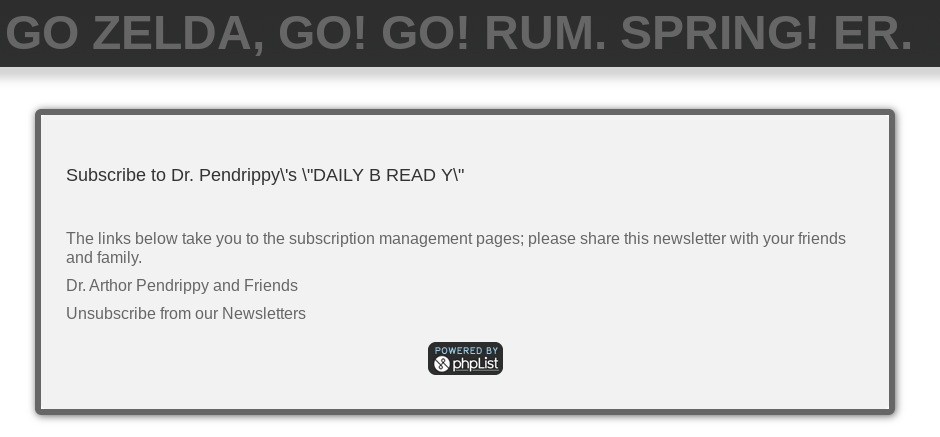 GO ZELDA, GO! GO! RUM. SPRING! ER.
Subscribe to Dr. Pendrippy\'s \"DAILY B READ Y\"
The links below take you to the subscription management pages; please share this newsletter with your friends
and family.
Dr. Arthor Pendrippy and Friends
Unsubscribe from our Newsletters
POWERED BY
phpList